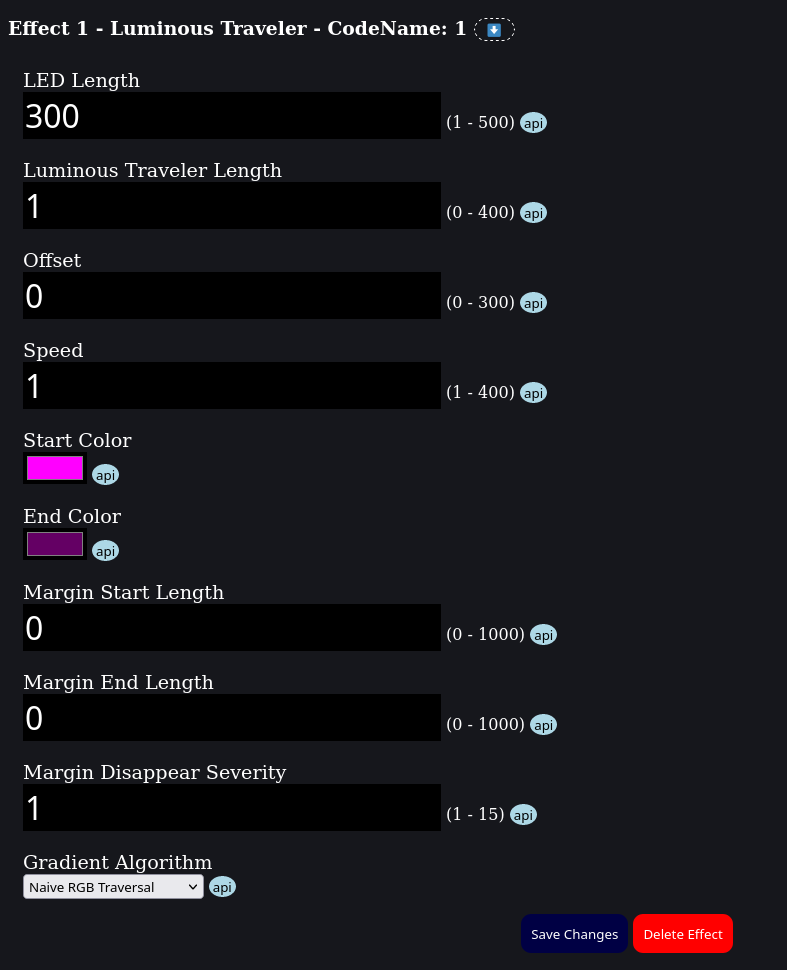 Effect 1 - Luminous Traveler - CodeName: 1
LED Length
300 (1 - 500) api
Luminous Traveler Length
1 (0 - 400) api
Offset
0 (0 - 300) api
Speed
1 (1 - 400) api
Start Color
api
End Color
api
Margin Start Length
0 (0 - 1000) api
Margin End Length
0 (0 - 1000) api
Margin Disappear Severity
1 (1 - 15) api
Gradient Algorithm
Naive RGB Traversal api
Save Changes Delete Effect